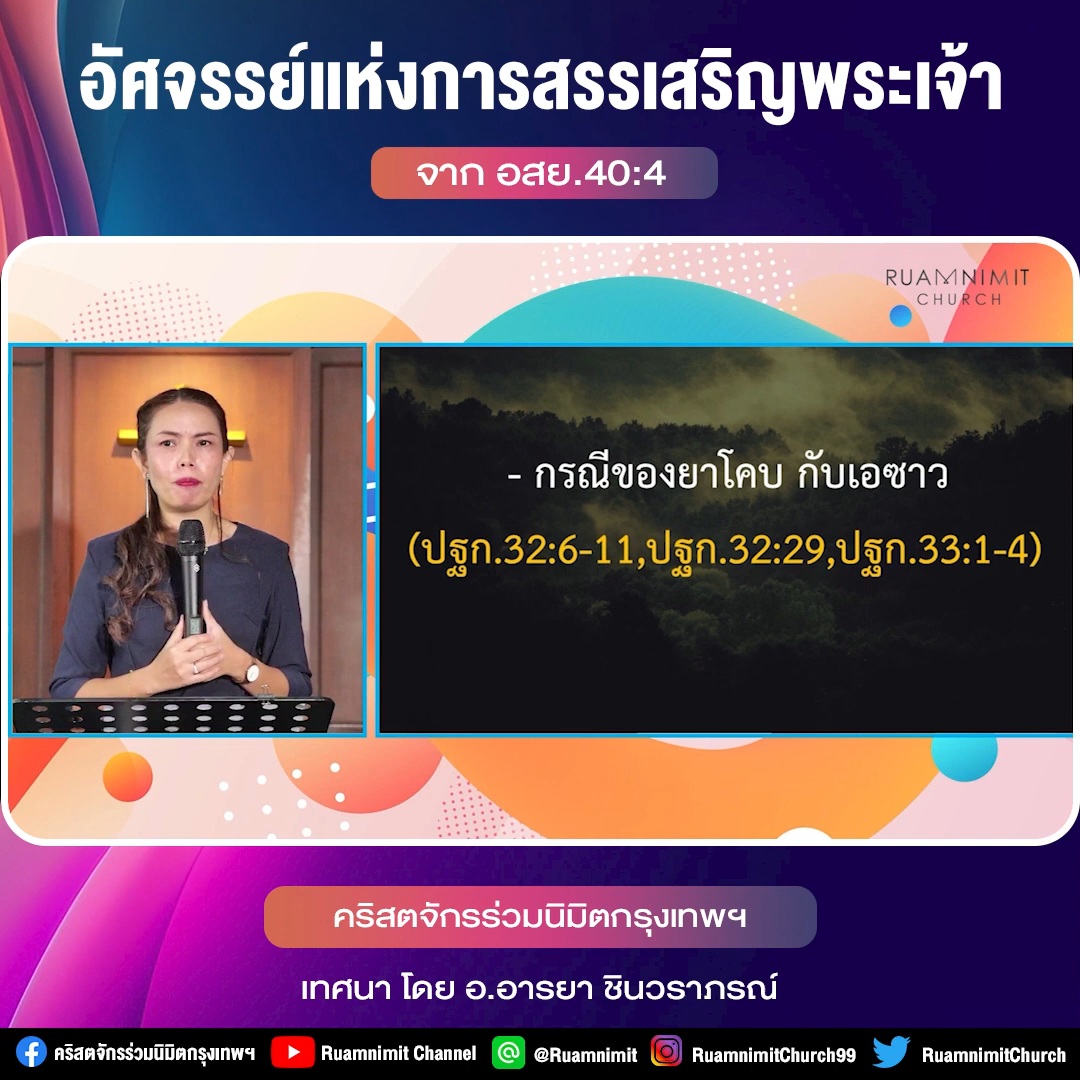 อัศจรรย์แห่งการสรรเสริญพระเจ้า
จาก อสย.40:4
RUAMNIMIT
CHURCH
- กรณีของยาโคบ กับเอซาว
(ปฐก.32:6-11,ปฐก.32:29,ปฐก.33:1-4)
คริสตจักรร่วมนิมิตกรุงเทพฯ
เทศนา โดย อ.อารยา ชินวราภรณ์
คริสตจักรร่วมนิมิตกรุงเทพฯ Ruamnimit Channel @Ruamnimit RuamnimitChurch99 RuamnimitChurch